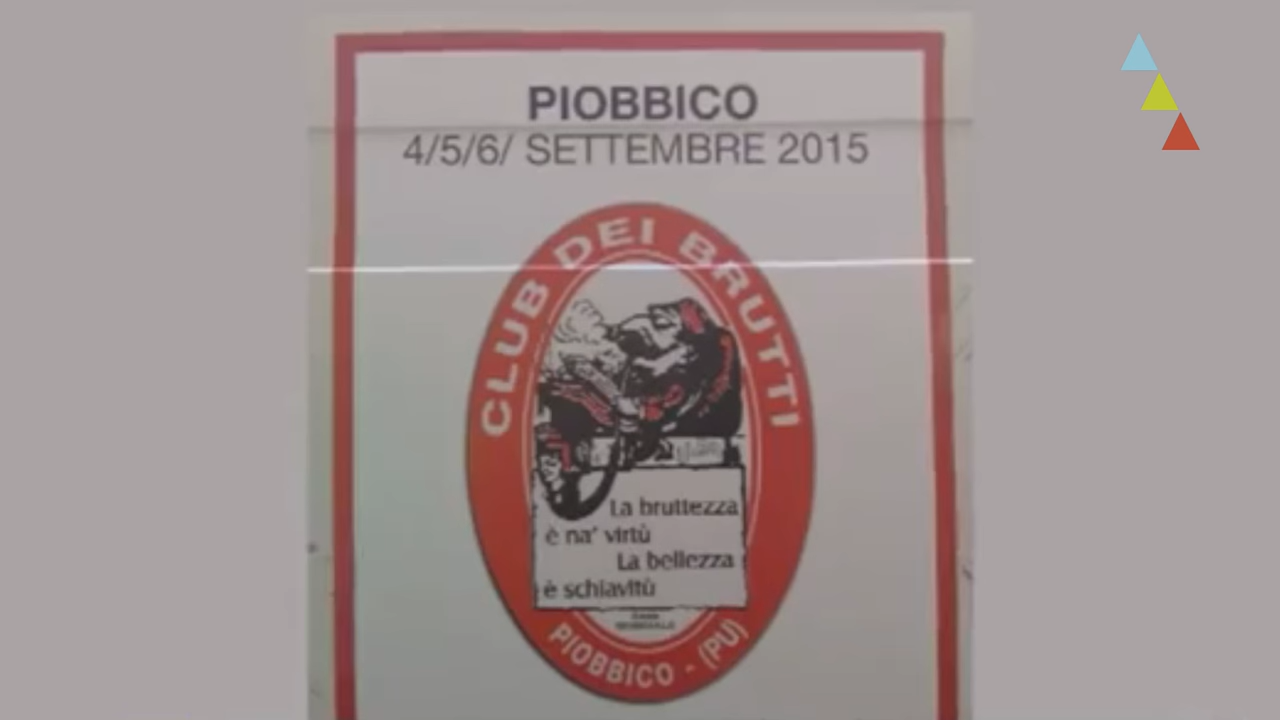 PIOBBICO
4/5/6/ SETTEMBRE 2015
CLUB DEI BRUTTI
La bruttezza
è na' virtù
La bellezza
è schiavitù
PIOBBICO - (PU)